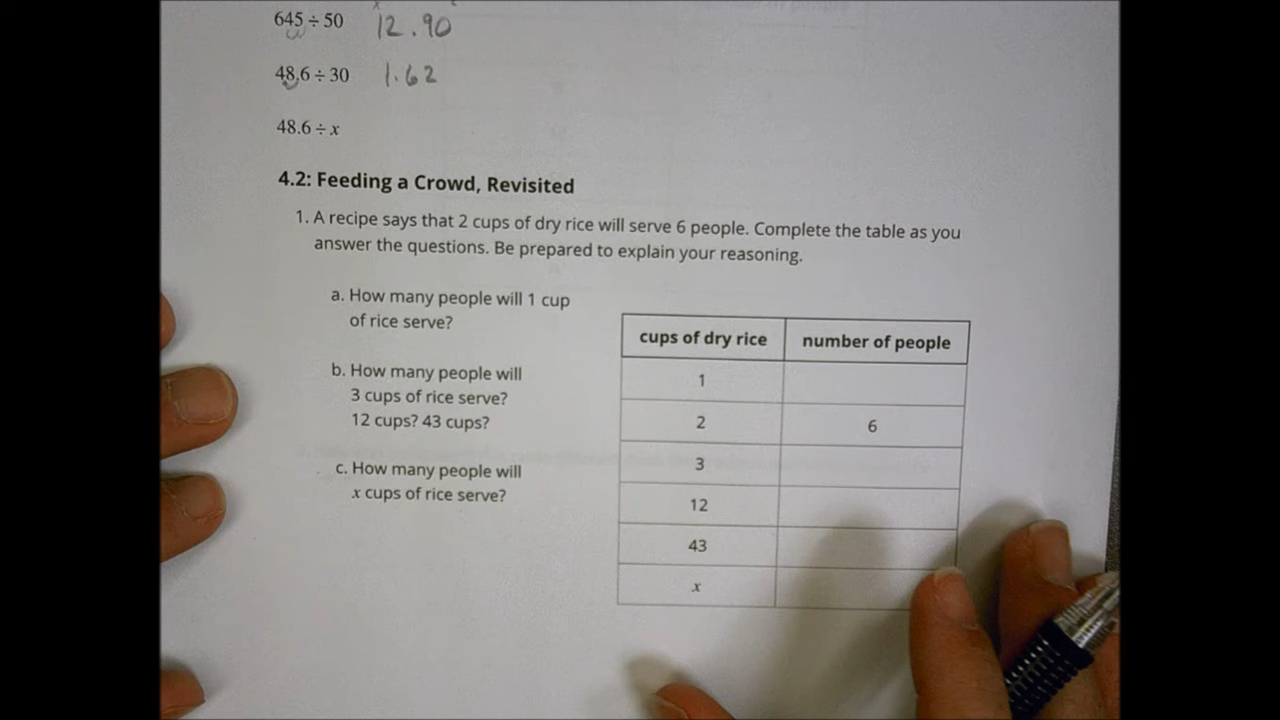 645 ÷ 50 12.90
48.6 ÷ 30 1.62
48.6 ÷ x
4.2: Feeding a Crowd, Revisited
1. A recipe says that 2 cups of dry rice will serve 6 people. Complete the table as you
answer the questions. Be prepared to explain your reasoning.
a. How many people will 1 cup
of rice serve?
b. How many people will
3 cups of rice serve?
12 cups? 43 cups?
c. How many people will
x cups of rice serve?
cups of dry rice number of people
1
2 6
3
12
43
x